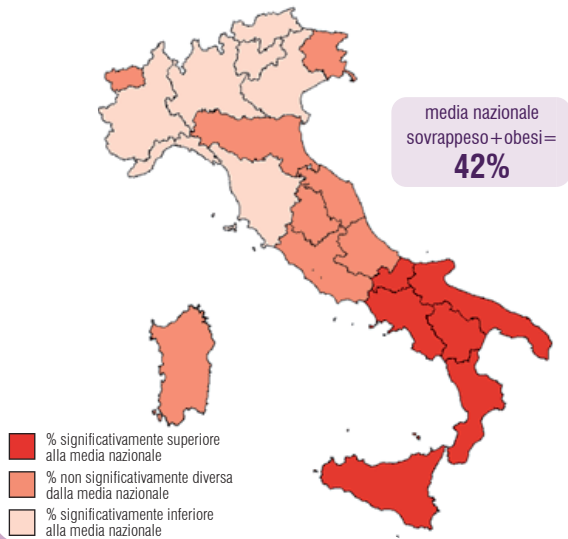 media nazionale
sovrappeso+obesi=
42%
% significativamente superiore
alla media nazionale
% non significativamente diversa
dalla media nazionale
% significativamente inferiore
alla media nazionale